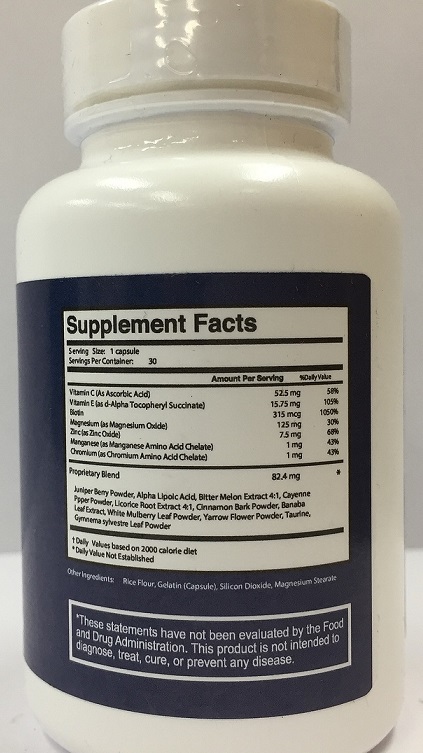 Supplement Facts
Serving Size: 1 capsule
Servings Per Container: 30
Amount Per Serving %Daily Value
Vitamin C (As Ascorbic Acid) 52.5 mg 58%
Vitamin E (as d-Alpha Tocopheryl Succinate) 15.75 mg 105%
Biotin 315 mcg 1050%
Magnesium (as Magnesium Oxide) 125 mg 30%
Zinc (as Zinc Oxide) 7.5 mg 68%
Manganese (as Manganese Amino Acid Chelate) 1 mg 43%
Chromium (as Chromium Amino Acid Chelate) 1 mg 43%
Proprietary Blend 82.4 mg *
Juniper Berry Powder, Alpha Lipoic Acid, Bitter Melon Extract 4:1, Cayenne
Ppper Powder, Licorice Root Extract 4:1, Cinnamon Bark Powder, Banaba
Leaf Extract, White Mulberry Leaf Powder, Yarrow Flower Powder, Taurine,
Gymnema sylvestre Leaf Powder
† Daily Values based on 2000 calorie diet
* Daily Value Not Established
Other Ingredients: Rice Flour, Gelatin (Capsule), Silicon Dioxide, Magnesium Stearate
*These statements have not been evaluated by the Food
and Drug Administration. This product is not intended to
diagnose, treat, cure, or prevent any disease.